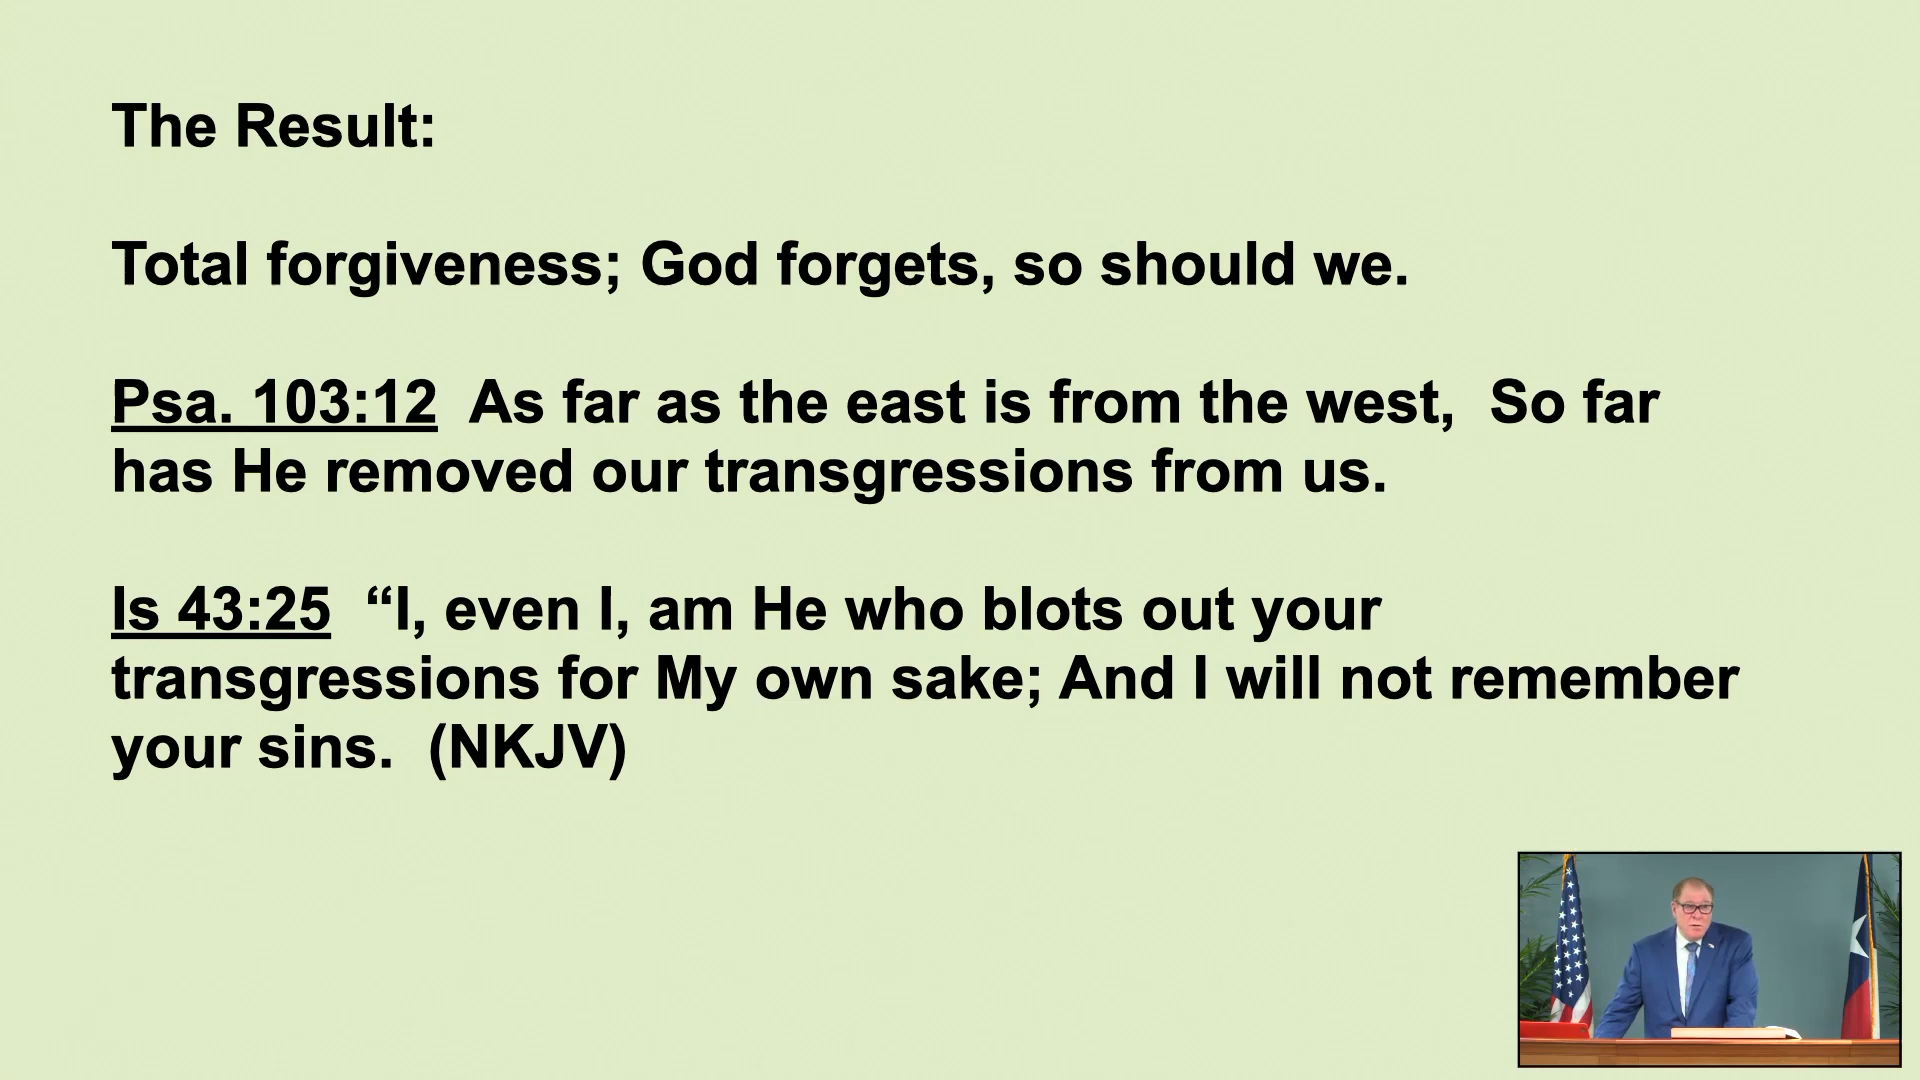 The Result:
Total forgiveness; God forgets, so should we.
Psa. 103:12  As far as the east is from the west,  So far
has He removed our transgressions from us.
Is 43:25  “I, even I, am He who blots out your
transgressions for My own sake; And I will not remember
your sins.  (NKJV)